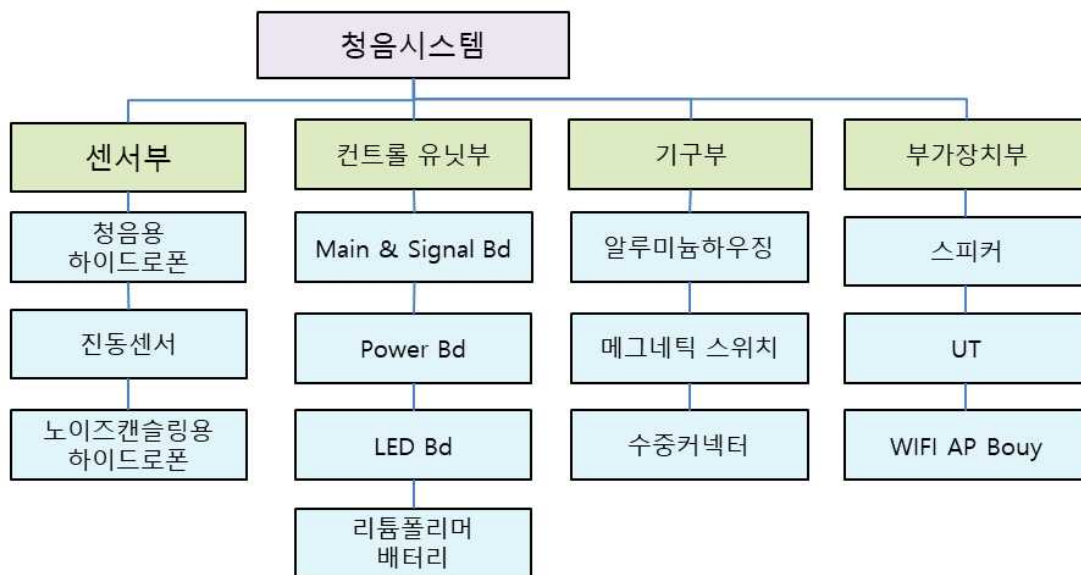 청음시스템
센서부
컨트롤 유닛부
기구부
부가장치부
청음용
하이드로폰
Main & Signal Bd
알루미늄하우징
스피커
진동센서
Power Bd
메그네틱 스위치
UT
노이즈캔슬링용
하이드로폰
LED Bd
수중커넥터
WIFI AP Bouy
리튬폴리머
배터리